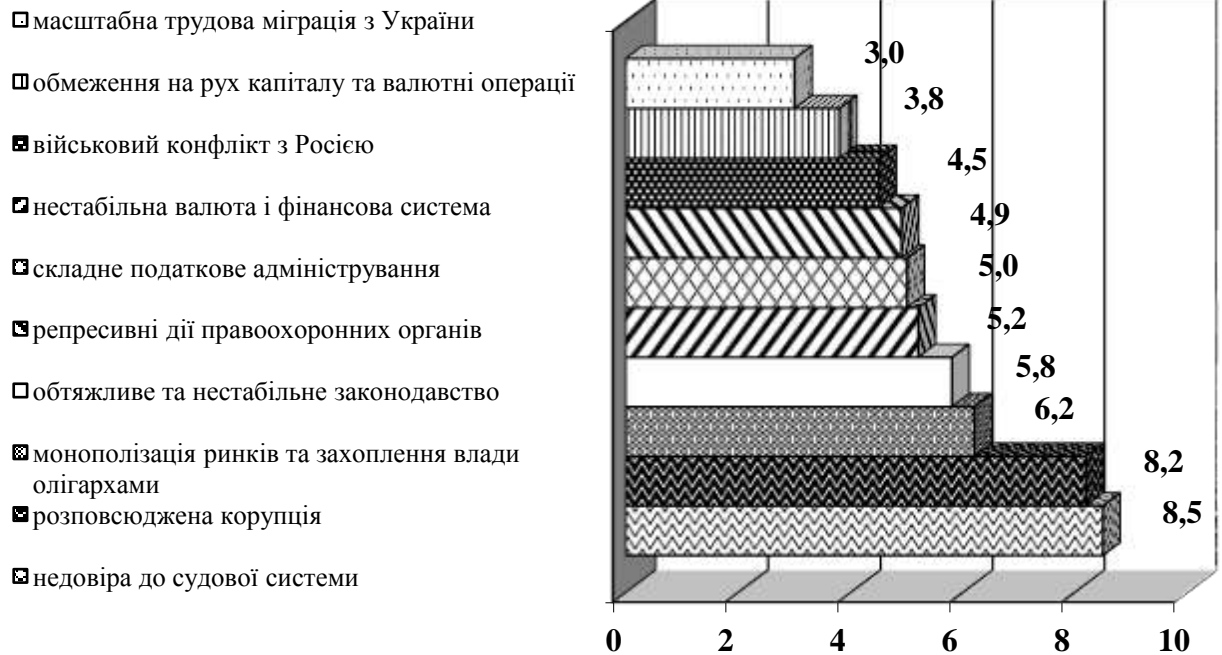 масштабна трудова міграція з України
обмеження на рух капіталу та валютні операції
військовий конфлікт з Росією
нестабільна валюта і фінансова система
складне податкове адміністрування
репресивні дії правоохоронних органів
обтяжливе та нестабільне законодавство
монополізація ринків та захоплення влади
олігархами
розповсюджена корупція
недовіра до судової системи
3,0
3,8
4,5
4,9
5,0
5,2
5,8
6,2
8,2
8,5
0 2 4 6 8 10